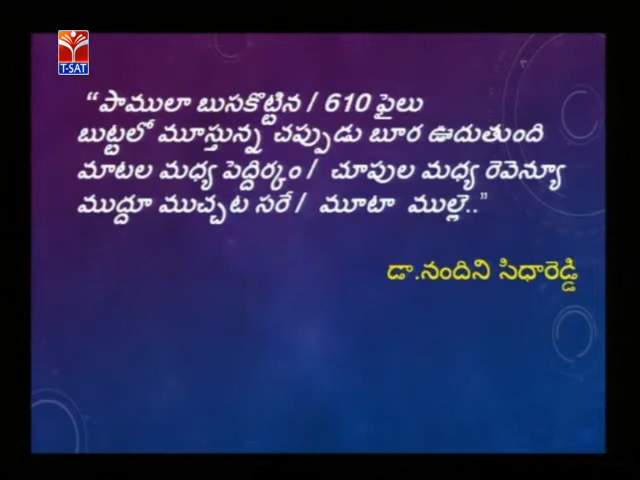 T-SAT
“పాములా బుసకొట్టిన / 610 ఫైలు
బుట్టలో మూస్తున్న చప్పుడు బూర ఊదుతుంది
మాటల మధ్య పెద్దిర్కం / చూపుల మధ్య రెవెన్యూ
ముద్దూ ముచ్చట సరే / మూటా ముల్లె..”
డా.నందిని సిధారెడ్డి